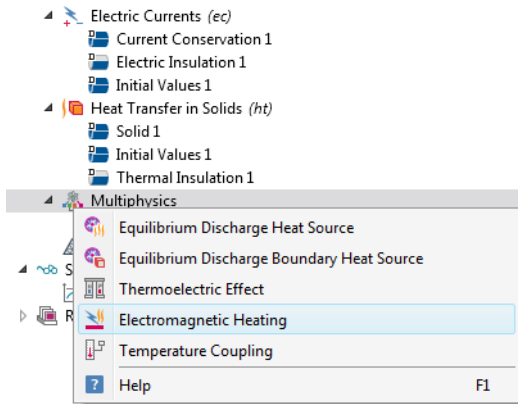 Electric Currents (ec)
Current Conservation 1
Electric Insulation 1
Initial Values 1
Heat Transfer in Solids (ht)
Solid 1
Initial Values 1
Thermal Insulation 1
Multiphysics
Equilibrium Discharge Heat Source
Equilibrium Discharge Boundary Heat Source
S
Thermoelectric Effect
R
Electromagnetic Heating
Temperature Coupling
Help F1